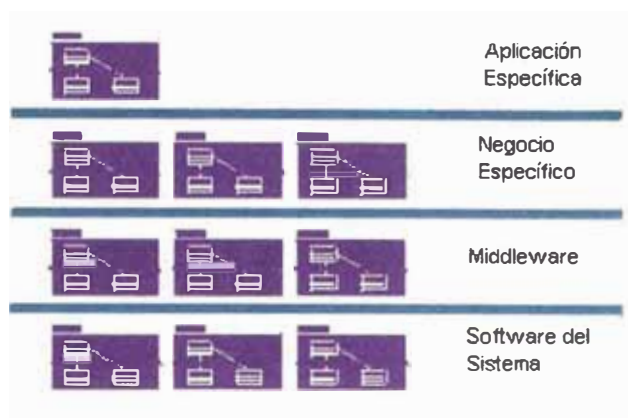 Aplicación
Específica
Negocio
Específico
Middleware
Software del
Sistema